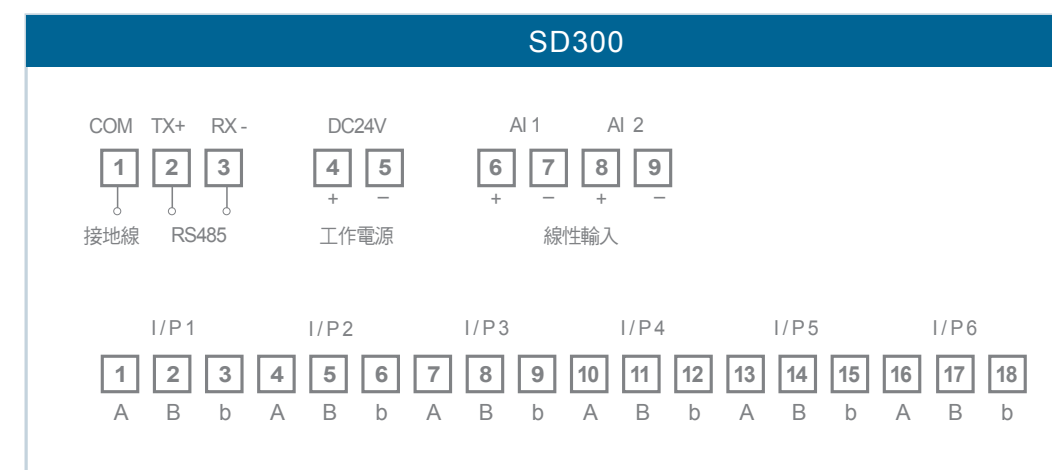 SD300
COM TX+ RX - DC24V AI 1 AI 2
1 2 3 4 5 6 7 8 9
+ − + − + −
接地線 RS485 工作電源 線性輸入
I/P1 I/P2 I/P3 I/P4 I/P5 I/P6
1 2 3 4 5 6 7 8 9 10 11 12 13 14 15 16 17 18
A B b A B b A B b A B b A B b A B b